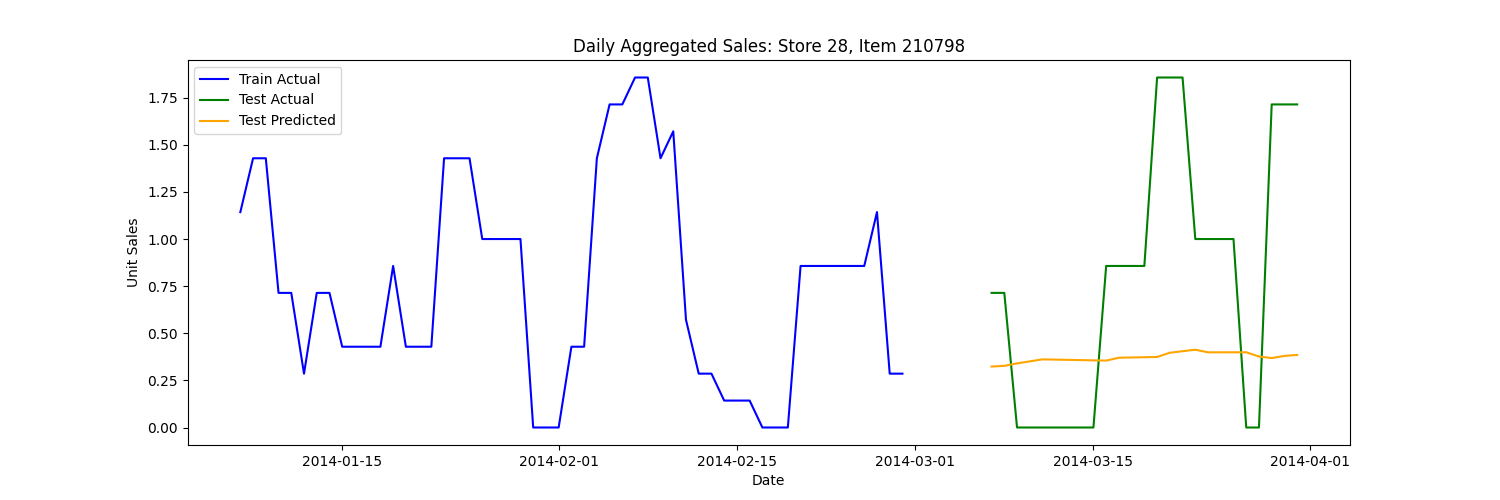 Daily Aggregated Sales: Store 28, Item 210798
Train Actual
Test Actual
Test Predicted
Unit Sales
1.75
1.50
1.25
1.00
0.75
0.50
0.25
0.00
2014-01-15
2014-02-01
2014-02-15
2014-03-01
2014-03-15
2014-04-01
Date